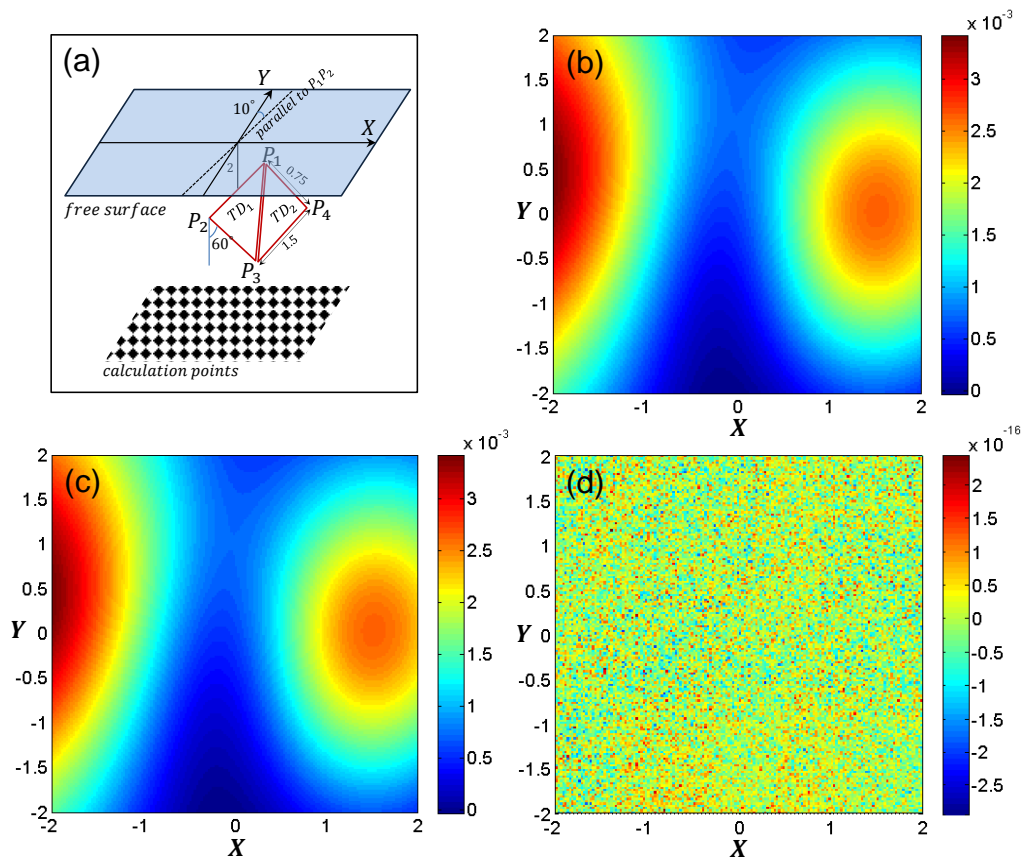 (a)
Y
10°
parallel to P₁P₂
X
2
P₁
0.75
free surface
P₂
TD₁
TD₂
P₄
60°
1.5
P₃
calculation points
(b)
x 10⁻³
2
1.5
1
0.5
Y 0
-0.5
-1
-1.5
-2
-2 -1 0 1 2
X
3
2.5
2
1.5
1
0.5
0
(c)
x 10⁻³
2
1.5
1
0.5
Y 0
-0.5
-1
-1.5
-2
-2 -1 0 1 2
X
3
2.5
2
1.5
1
0.5
0
(d)
x 10⁻¹⁶
2
1.5
1
0.5
Y 0
-0.5
-1
-1.5
-2
-2 -1 0 1 2
X
2
1.5
1
0.5
0
-0.5
-1
-1.5
-2
-2.5